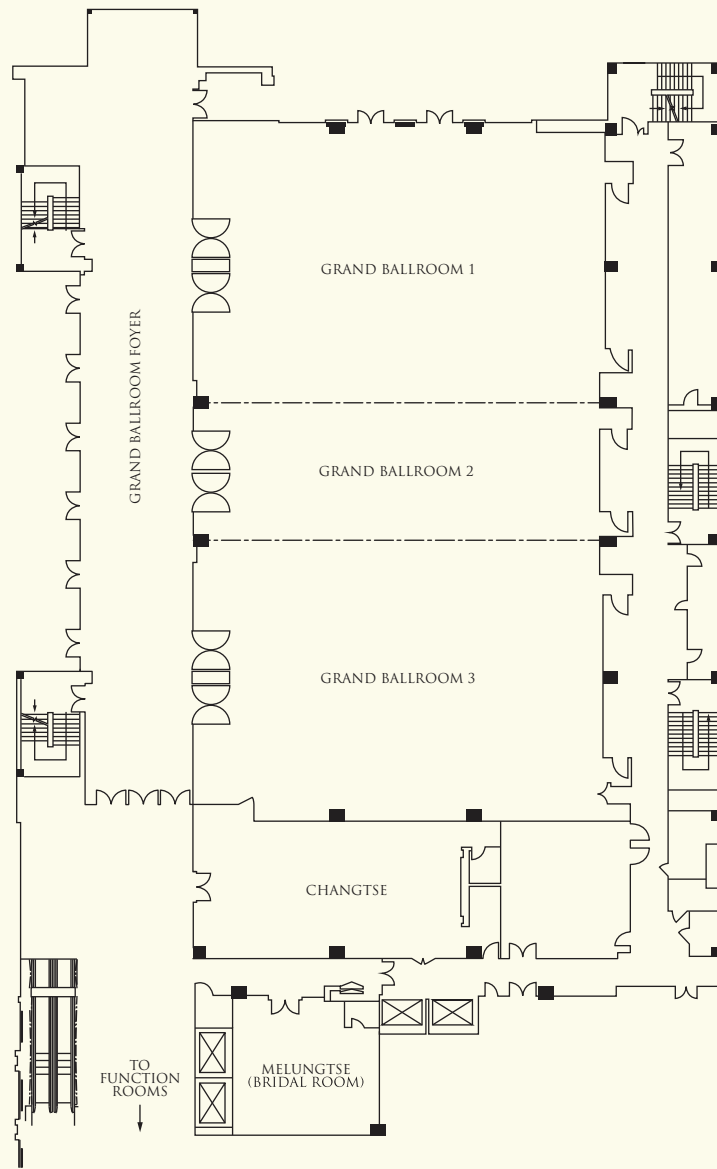 GRAND BALLROOM 1
GRAND BALLROOM FOYER
GRAND BALLROOM 2
GRAND BALLROOM 3
CHANGTSE
MELUNGTSE
(BRIDAL ROOM)
TO
FUNCTION
ROOMS